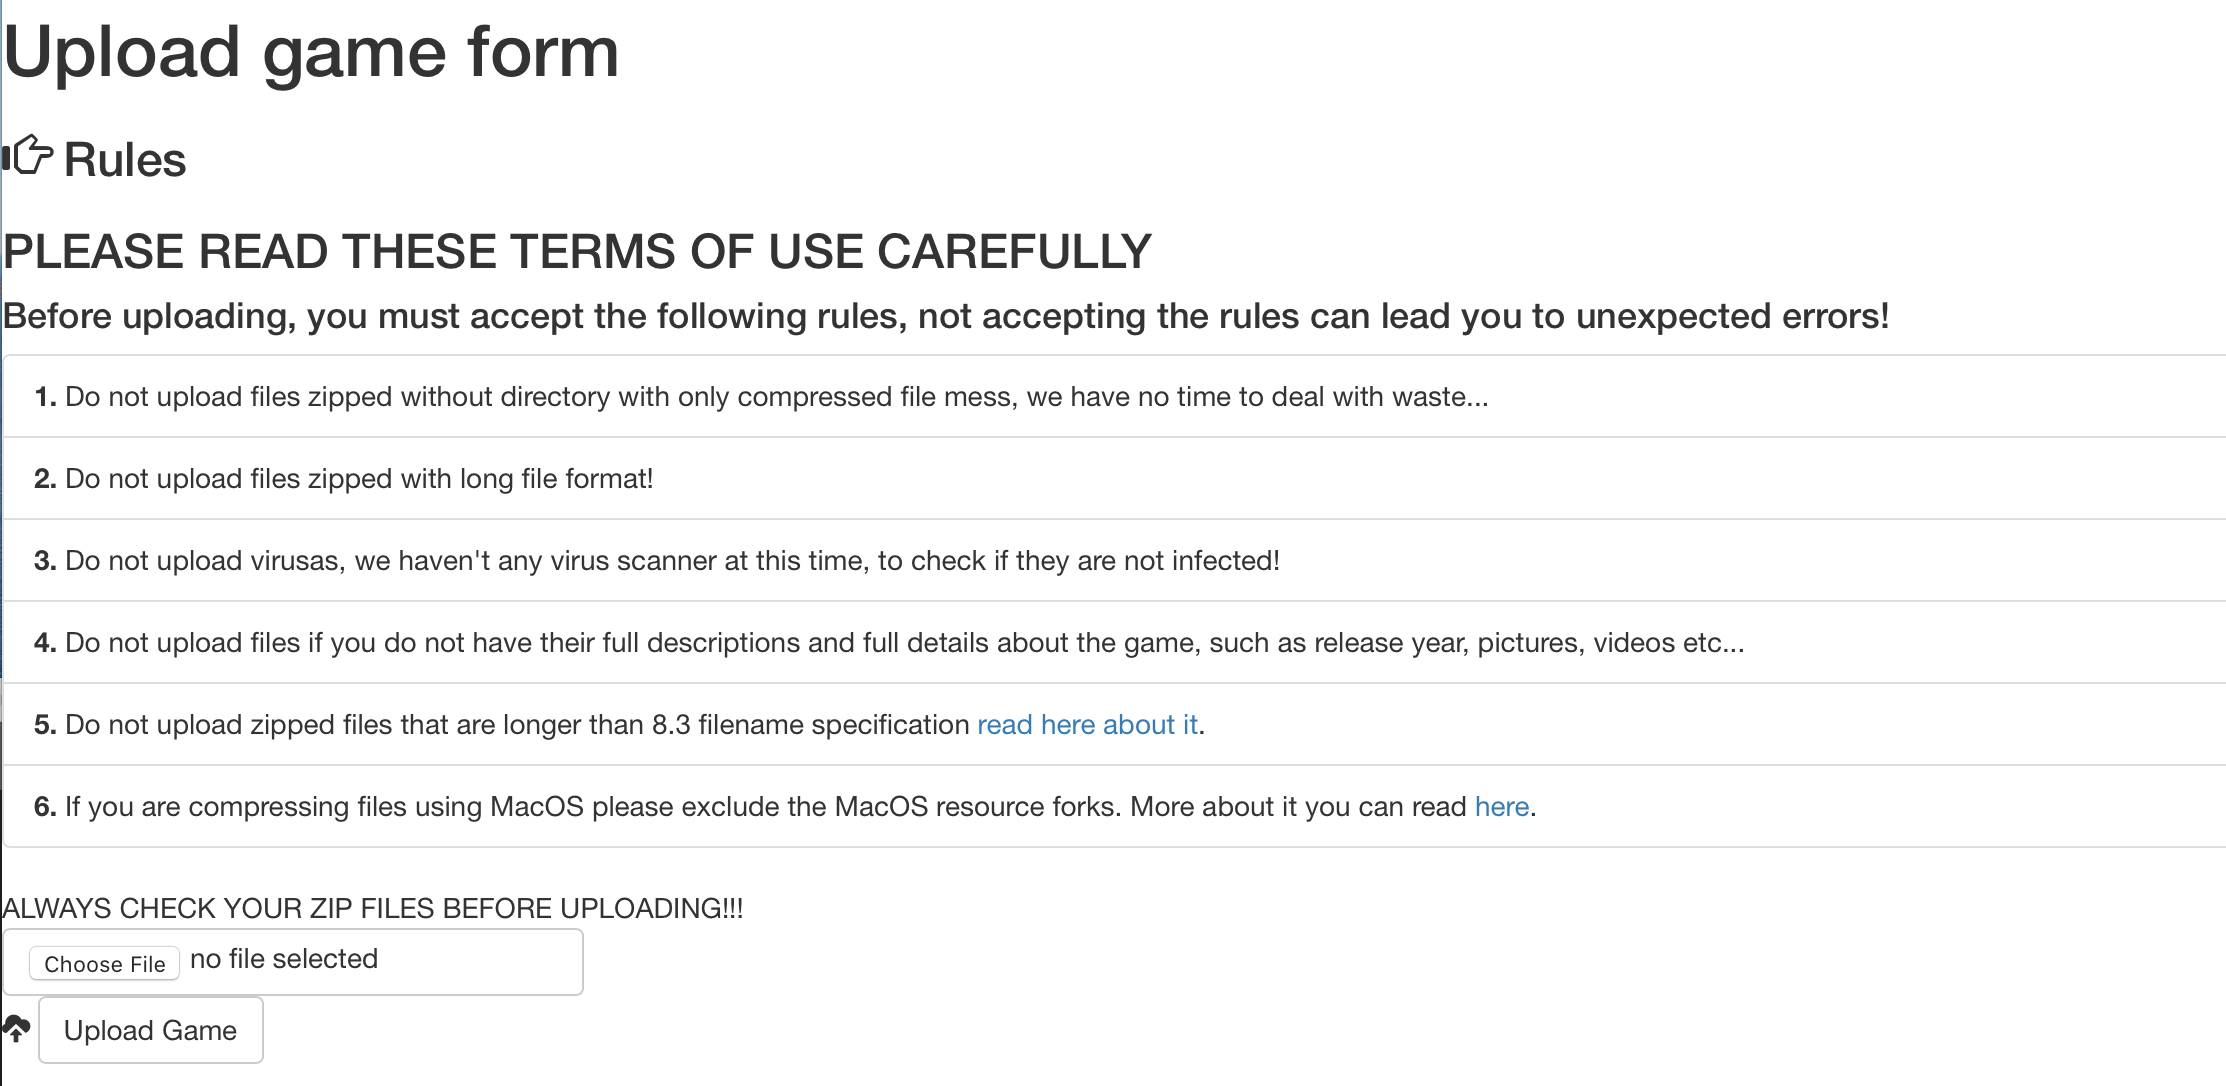 Upload game form
Rules
PLEASE READ THESE TERMS OF USE CAREFULLY
Before uploading, you must accept the following rules, not accepting the rules can lead you to unexpected errors!
1. Do not upload files zipped without directory with only compressed file mess, we have no time to deal with waste...
2. Do not upload files zipped with long file format!
3. Do not upload virusas, we haven't any virus scanner at this time, to check if they are not infected!
4. Do not upload files if you do not have their full descriptions and full details about the game, such as release year, pictures, videos etc...
5. Do not upload zipped files that are longer than 8.3 filename specification read here about it.
6. If you are compressing files using MacOS please exclude the MacOS resource forks. More about it you can read here.
ALWAYS CHECK YOUR ZIP FILES BEFORE UPLOADING!!!
Choose File no file selected
Upload Game